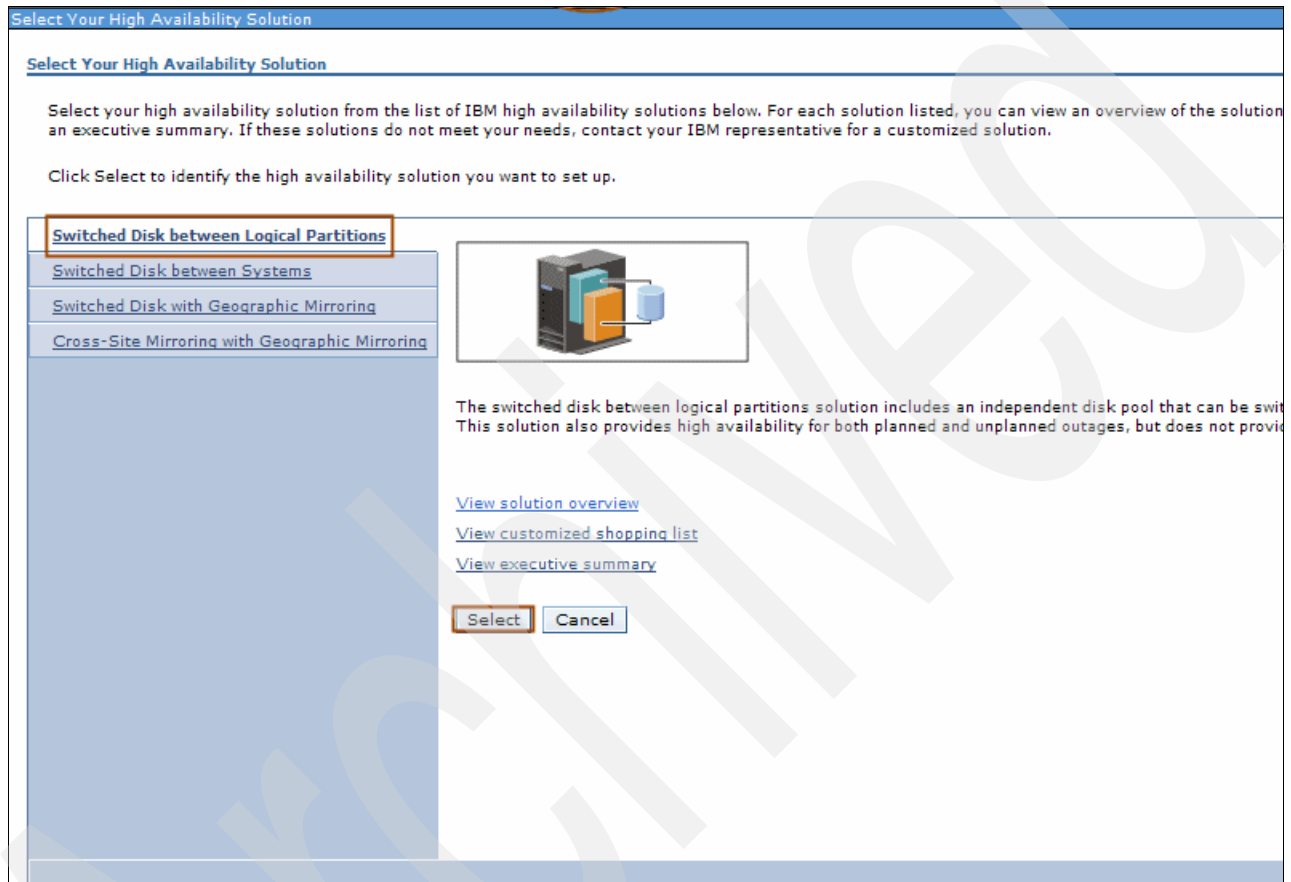 Select Your High Availability Solution
Select Your High Availability Solution
Select your high availability solution from the list of IBM high availability solutions below. For each solution listed, you can view an overview of the solution
an executive summary. If these solutions do not meet your needs, contact your IBM representative for a customized solution.
Click Select to identify the high availability solution you want to set up.
Switched Disk between Logical Partitions
Switched Disk between Systems
Switched Disk with Geographic Mirroring
Cross-Site Mirroring with Geographic Mirroring
The switched disk between logical partitions solution includes an independent disk pool that can be swit
This solution also provides high availability for both planned and unplanned outages, but does not provid
View solution overview
View customized shopping list
View executive summary
Select Cancel
Archived